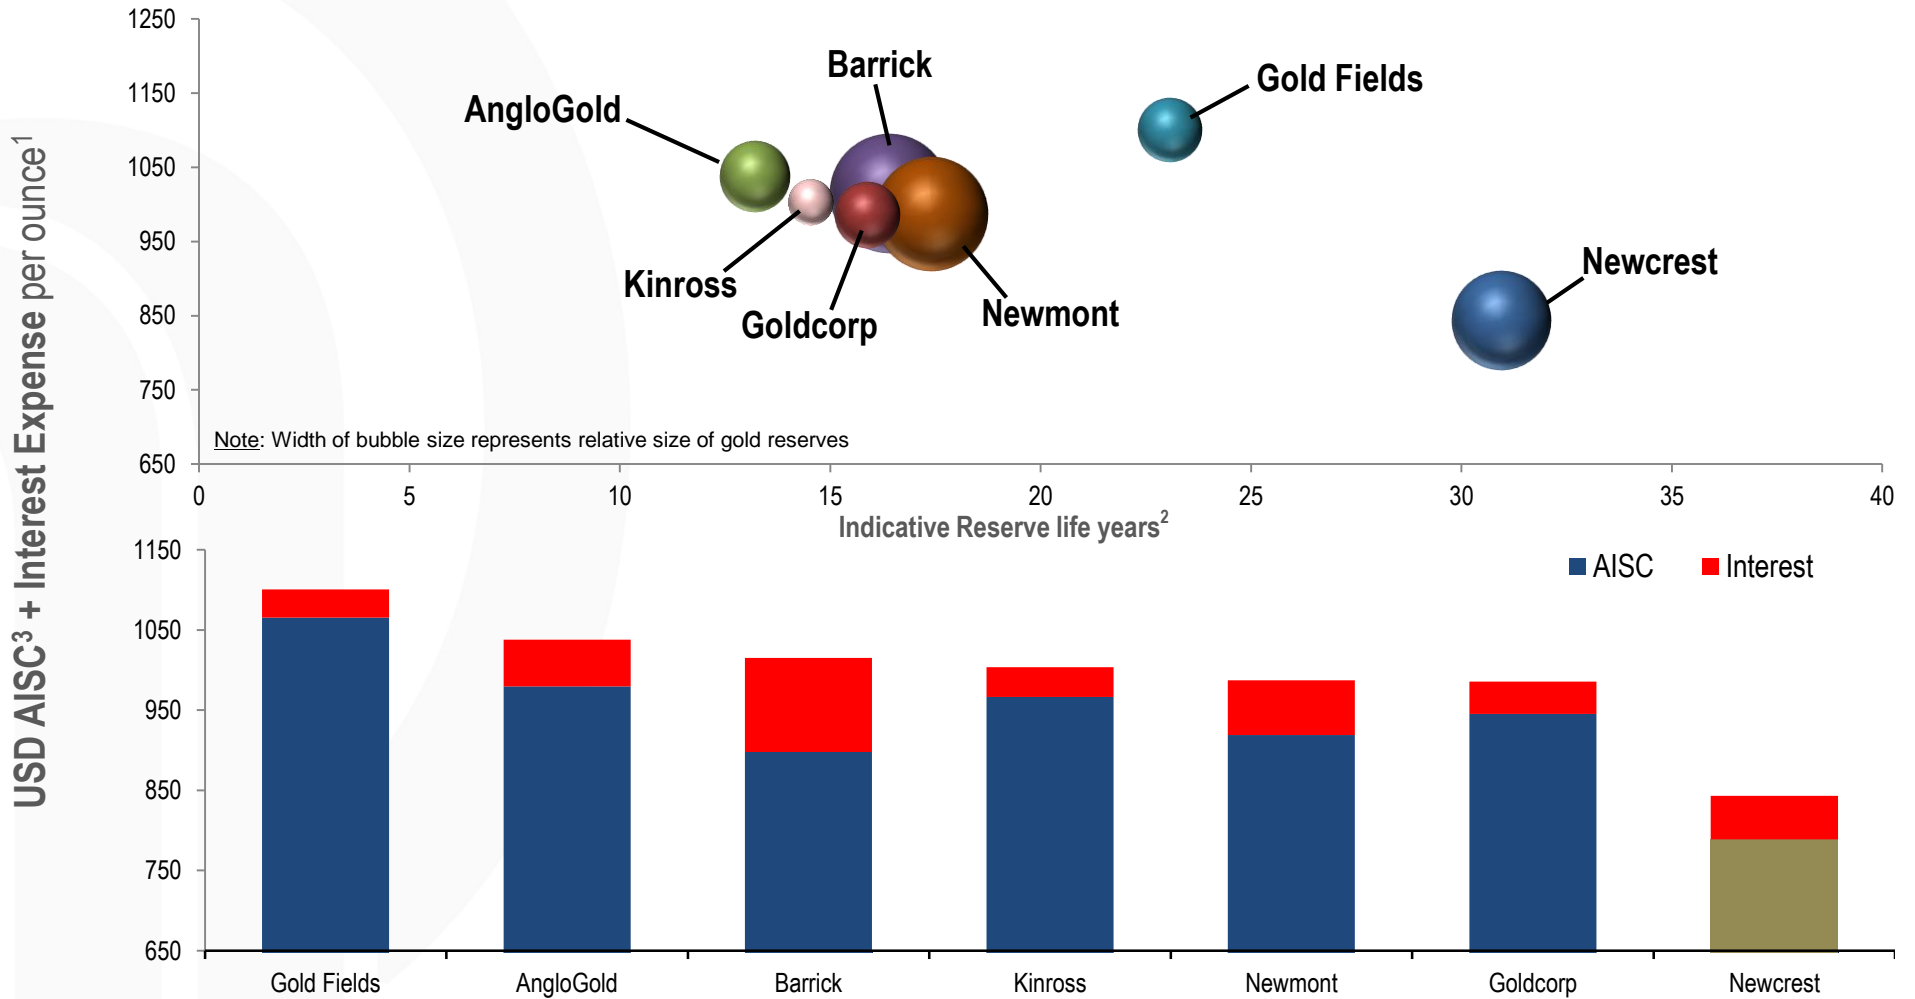 USD AISC³ + Interest Expense per ounce¹
1250
1150
1050
950
850
750
650
Barrick
Gold Fields
AngloGold
Newcrest
Kinross
Goldcorp
Newmont
Note: Width of bubble size represents relative size of gold reserves
0 5 10 15 20 25 30 35 40
Indicative Reserve life years²
1150
1050
950
850
750
650
AISC Interest
Gold Fields AngloGold Barrick Kinross Newmont Goldcorp Newcrest